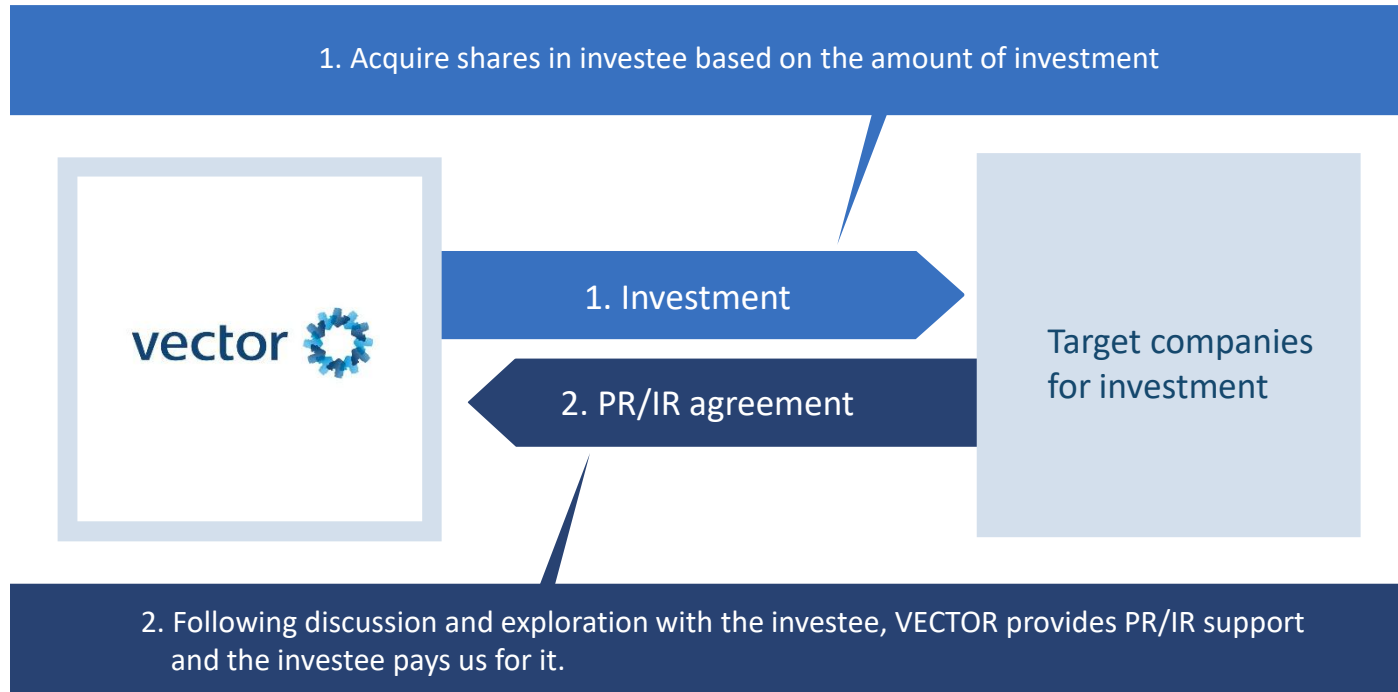 1. Acquire shares in investee based on the amount of investment
vector
1. Investment
2. PR/IR agreement
Target companies
for investment
2. Following discussion and exploration with the investee, VECTOR provides PR/IR support
and the investee pays us for it.